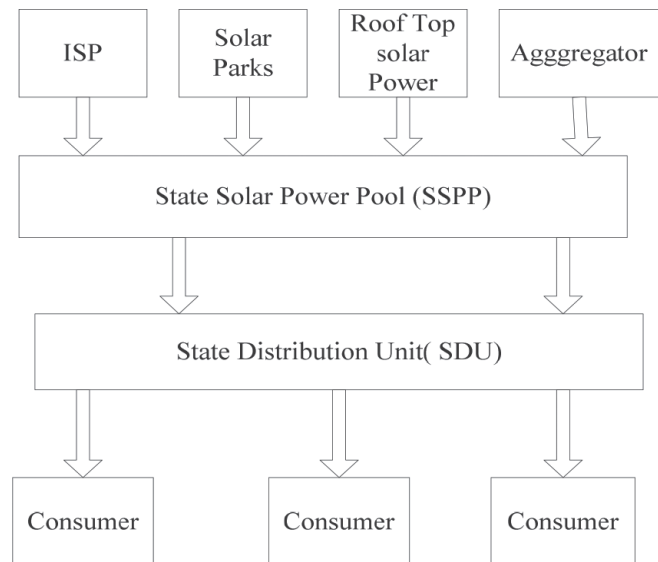 ISP
Solar
Parks
Roof Top
solar
Power
Agggregator
State Solar Power Pool (SSPP)
State Distribution Unit( SDU)
Consumer
Consumer
Consumer